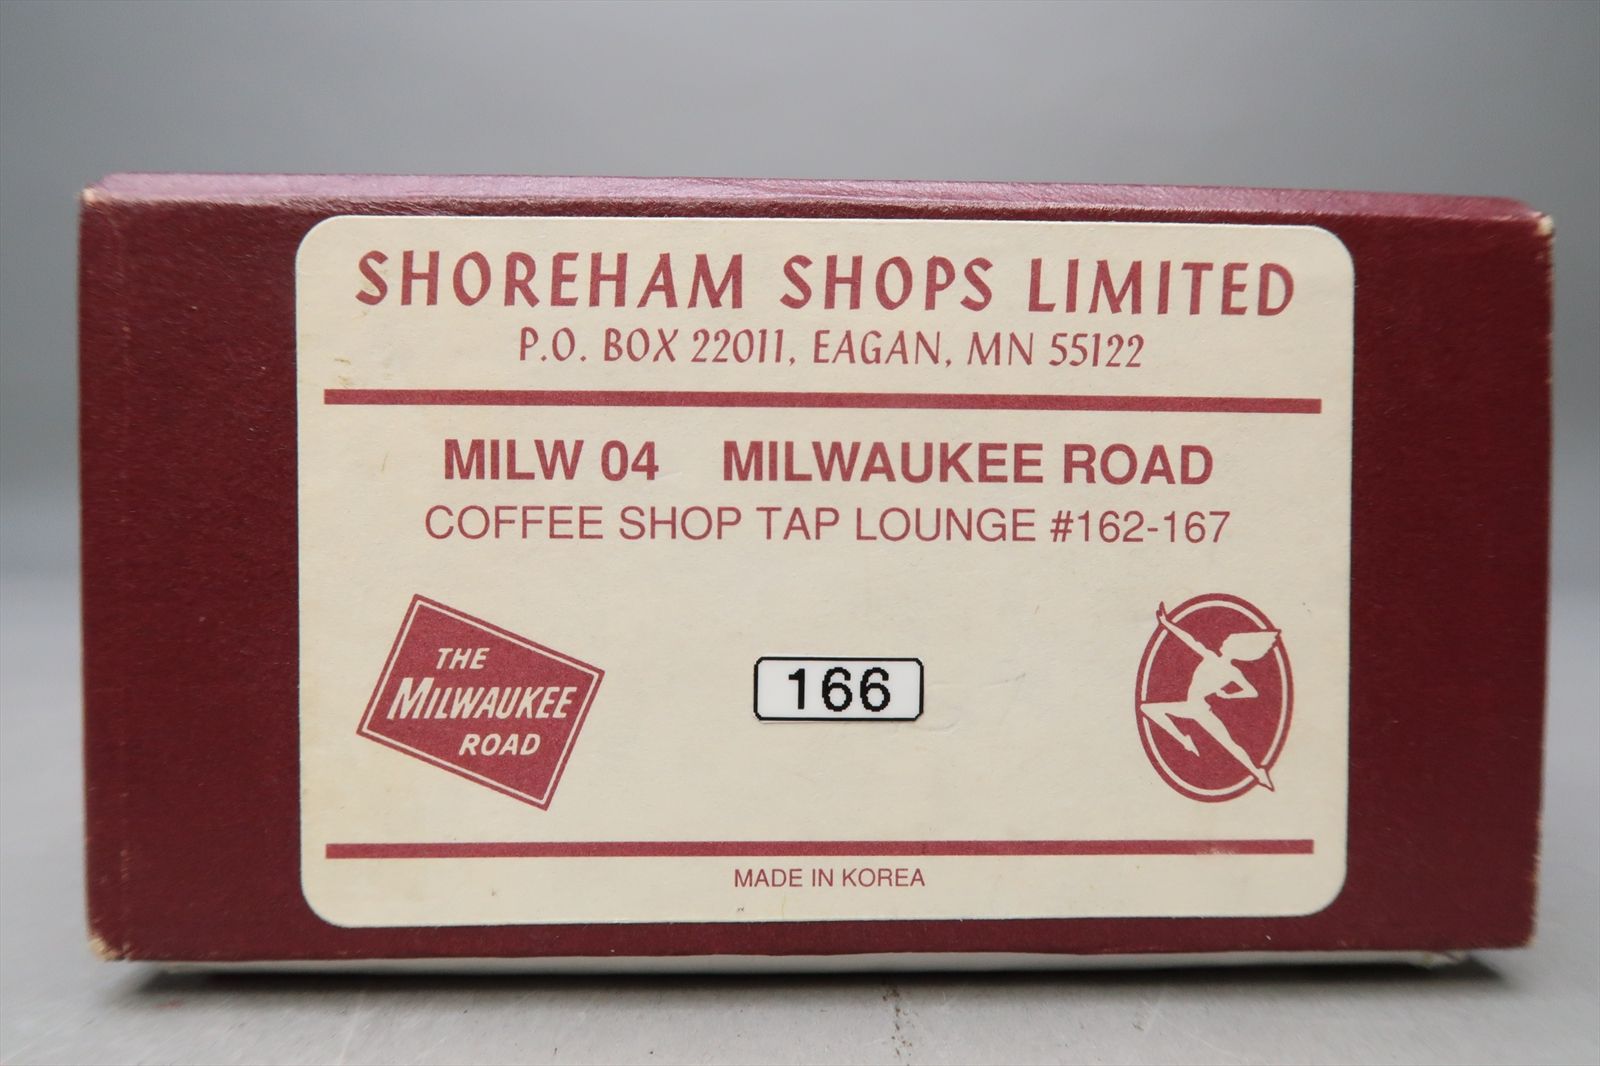 SHOREHAM SHOPS LIMITED
P.O. BOX 22011, EAGAN, MN 55122
MILW 04 MILWAUKEE ROAD
COFFEE SHOP TAP LOUNGE #162-167
THE
MILWAUKEE
ROAD
166
MADE IN KOREA